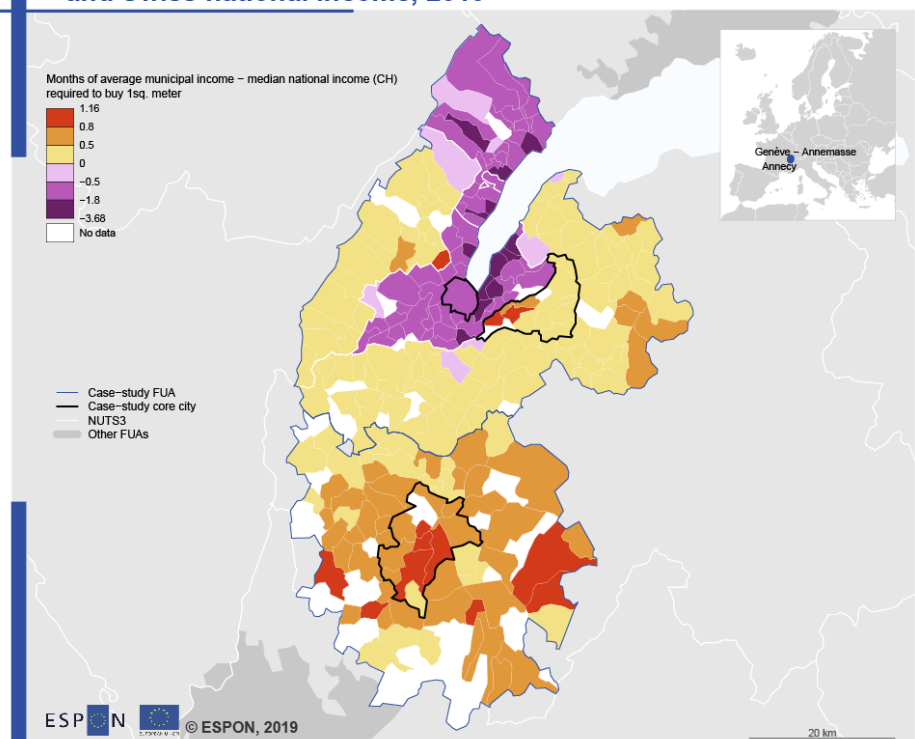 Months of average municipal income − median national income (CH)
required to buy 1sq. meter
1.16
0.8
0.5
0
−0.5
−1.8
−3.68
No data
Genève − Annemasse
Annecy
Case−study FUA
Case−study core city
NUTS3
Other FUAs
ESPON
© ESPON, 2019
20 km